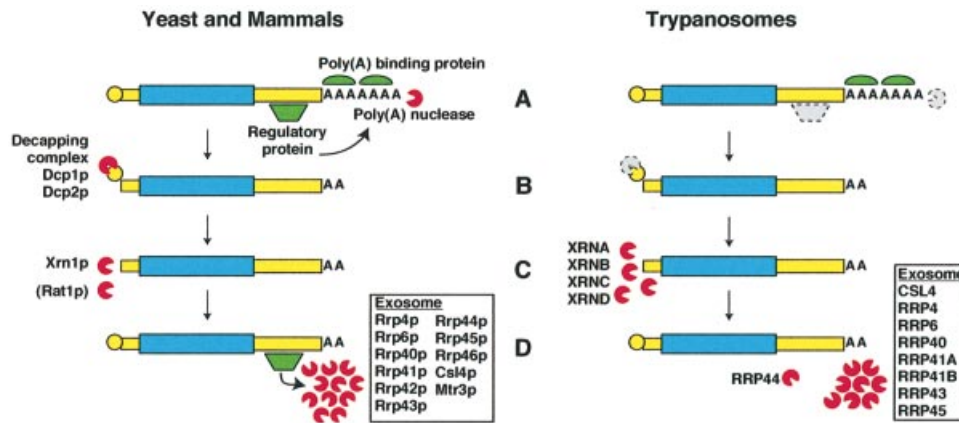 Yeast and Mammals
Trypanosomes
Poly(A) binding protein
AAAAAAA
Poly(A) nuclease
Regulatory
protein
A
AAAAAAA
Decapping
complex
Dcp1p
Dcp2p
AA
B
AA
Xrn1p
(Rat1p)
AA
C
XRNA
XRNB
XRNC
XRND
AA
AA
Exosome
Rrp4p Rrp44p
Rrp6p Rrp45p
Rrp40p Rrp46p
Rrp41p Csl4p
Rrp42p Mtr3p
Rrp43p
D
AA
RRP44
Exosome
CSL4
RRP4
RRP6
RRP40
RRP41A
RRP41B
RRP43
RRP45